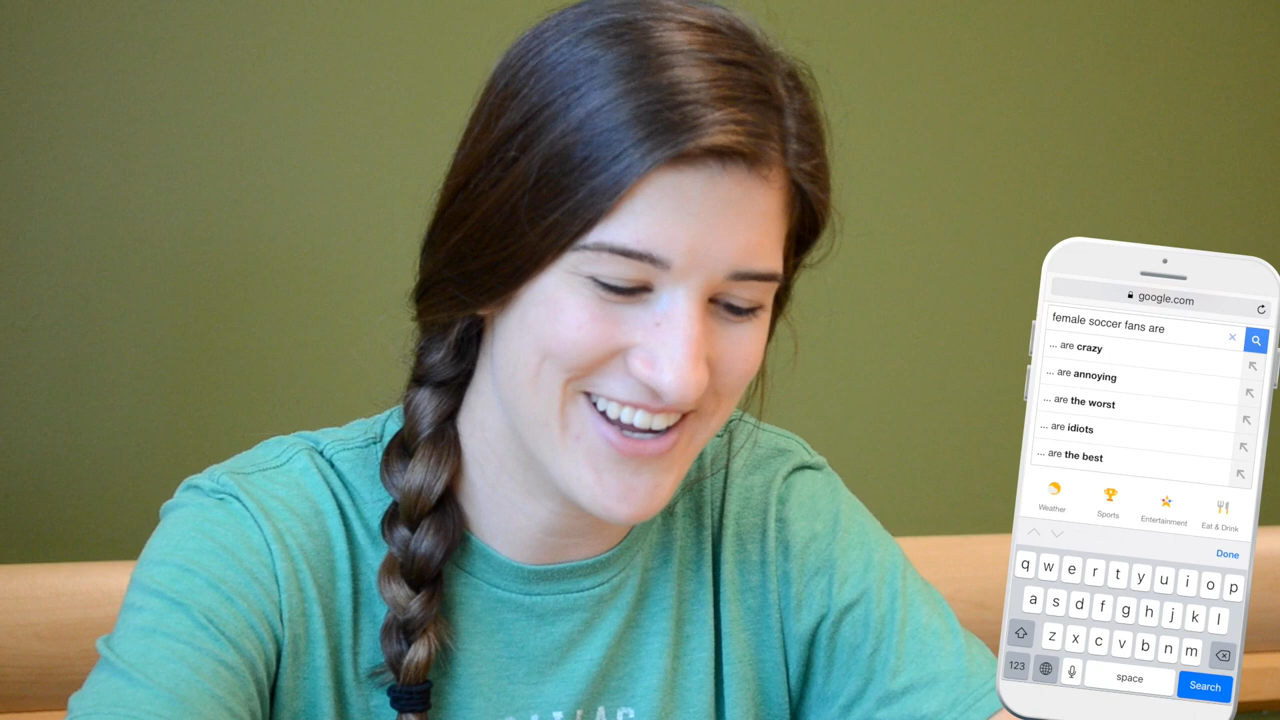 google.com
female soccer fans are
... are crazy
... are annoying
... are the worst
... are idiots
... are the best
Weather Sports Entertainment Eat & Drink
Done
q w e r t y u i o p
a s d f g h j k l
z x c v b n m
123 space Search